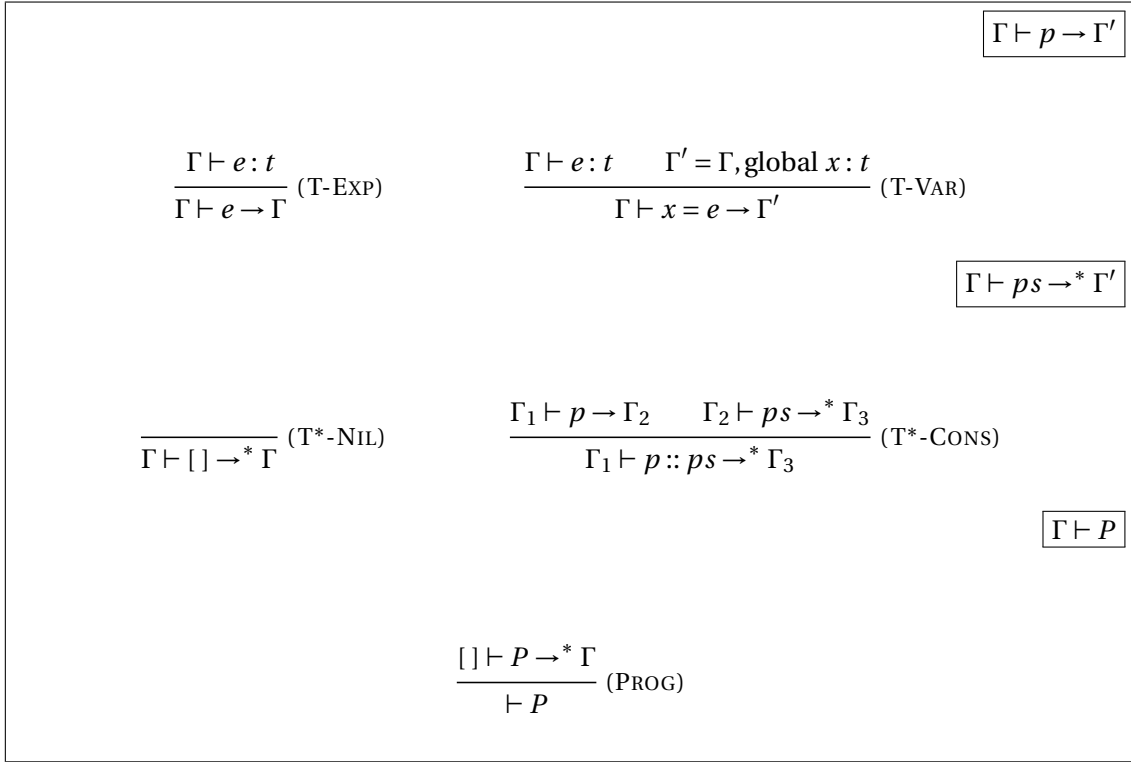 Γ ⊢ p → Γ′
Γ ⊢ e : t
Γ ⊢ e → Γ
(T-EXP)
Γ ⊢ e : t Γ′ = Γ, global x : t
Γ ⊢ x = e → Γ′
(T-VAR)
Γ ⊢ ps →* Γ′
Γ ⊢ [ ] →* Γ
(T*-NIL)
Γ₁ ⊢ p → Γ₂ Γ₂ ⊢ ps →* Γ₃
Γ₁ ⊢ p :: ps →* Γ₃
(T*-CONS)
Γ ⊢ P
[ ] ⊢ P →* Γ
⊢ P
(PROG)